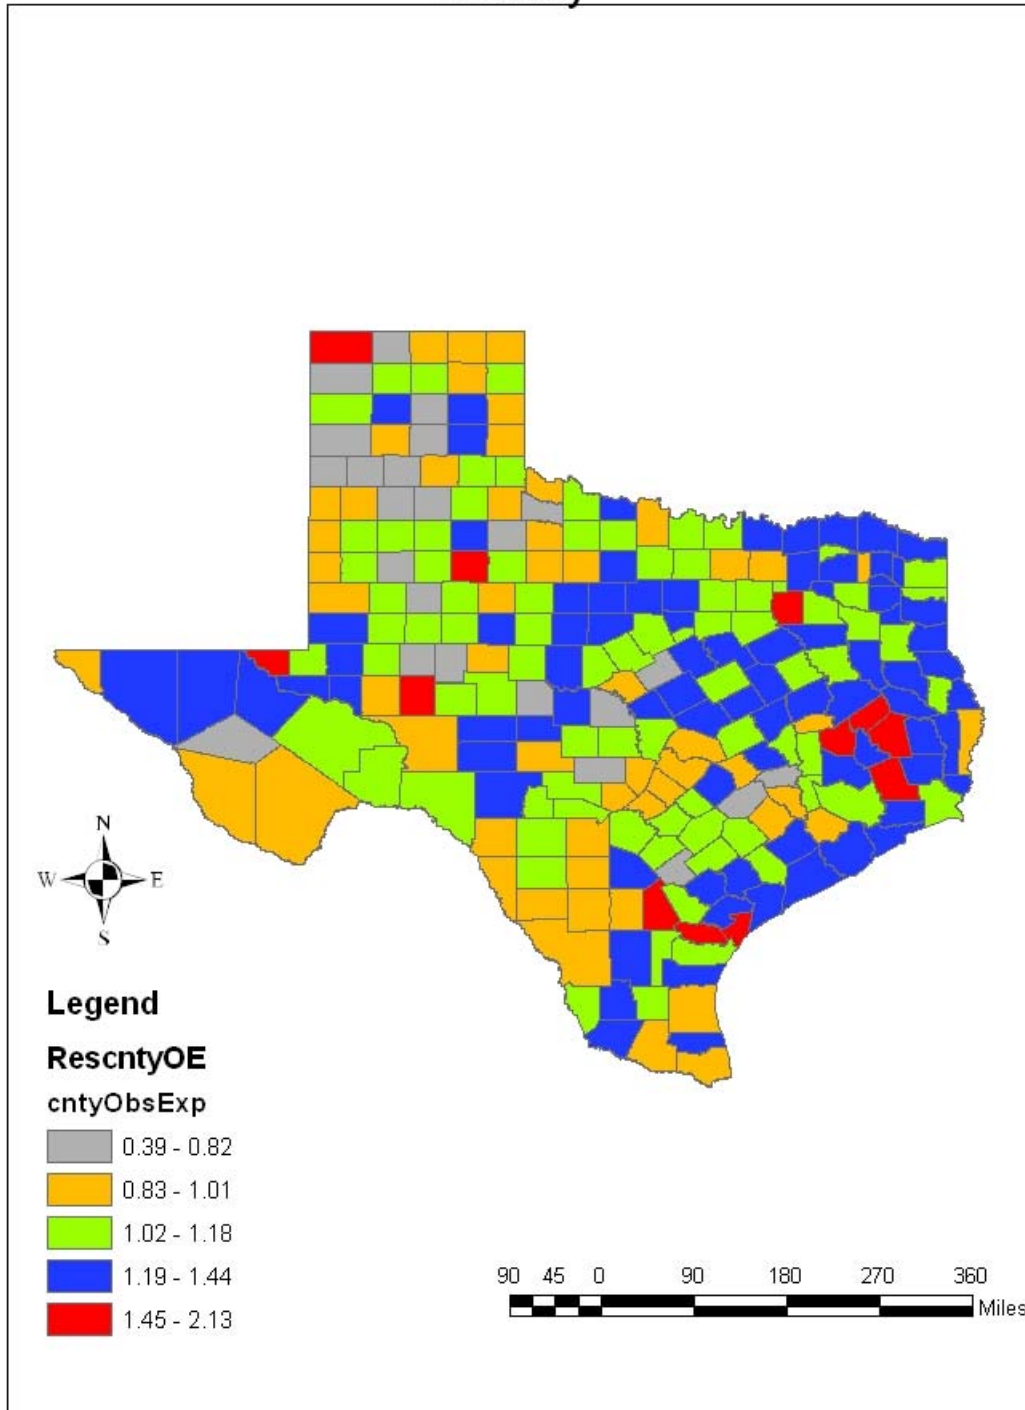 N
W E
S
Legend
RescntyOE
cntyObsExp
0.39 - 0.82
0.83 - 1.01
1.02 - 1.18
1.19 - 1.44
1.45 - 2.13
90 45 0 90 180 270 360
Miles